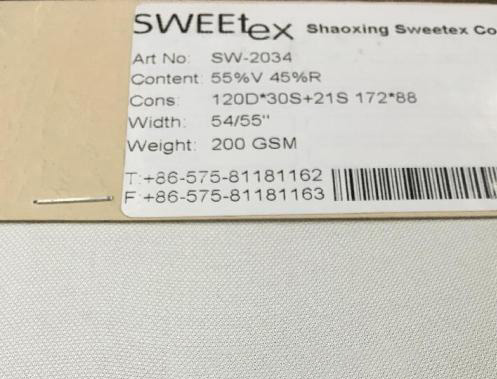 SWEEtex Shaoxing Sweetex Co
Art No: SW-2034
Content: 55%V 45%R
Cons: 120D*30S+21S 172*88
Width: 54/55"
Weight: 200 GSM
T:+86-575-81181162
F:+86-575-81181163